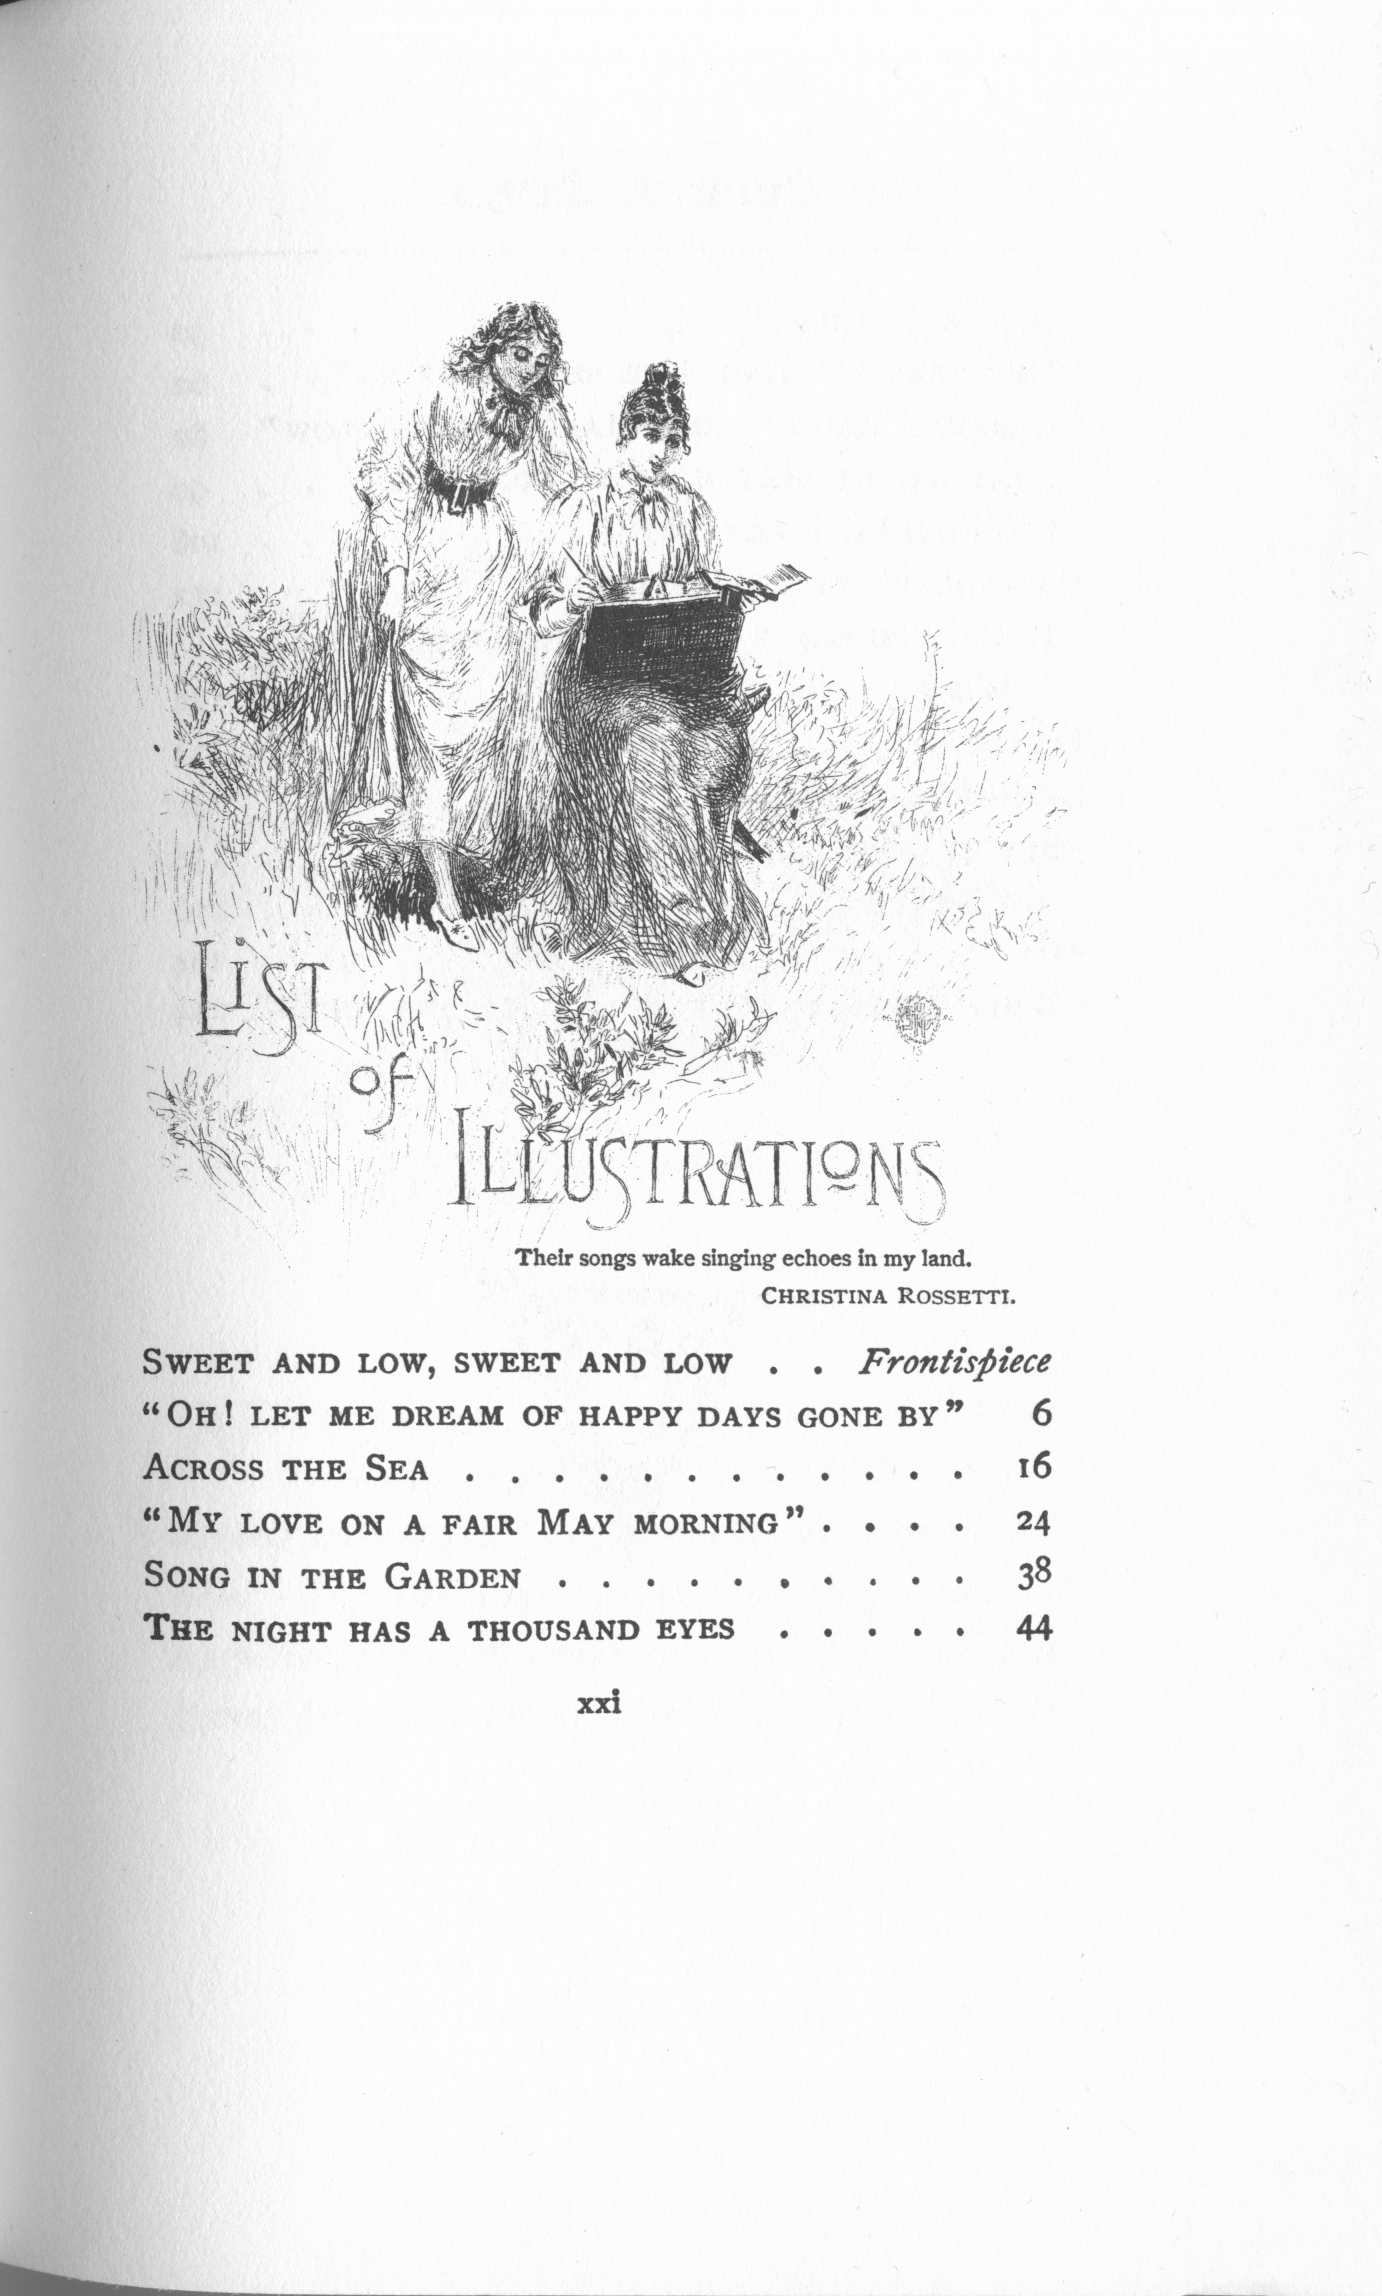 LIST
OF
ILLUSTRATIONS
Their songs wake singing echoes in my land.
CHRISTINA ROSSETTI.
SWEET AND LOW, SWEET AND LOW . . Frontispiece
“OH! LET ME DREAM OF HAPPY DAYS GONE BY” 6
ACROSS THE SEA . . . . . . . . . . . . 16
“MY LOVE ON A FAIR MAY MORNING” . . . . 24
SONG IN THE GARDEN . . . . . . . . . . 38
THE NIGHT HAS A THOUSAND EYES . . . . . 44
xxi